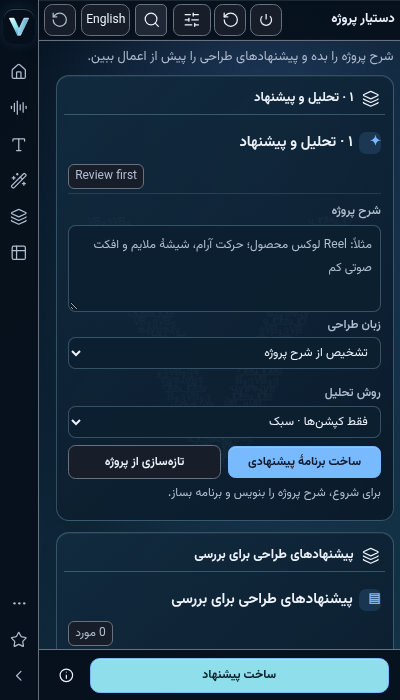 دستیار پروژه
English
شرح پروژه را بده و پیشنهادهای طراحی را پیش از اعمال ببین.
۰۱ · تحلیل و پیشنهاد
۰۱ · تحلیل و پیشنهاد
Review first
شرح پروژه
مثلاً: Reel لوکس محصول؛ حرکت آرام، شیشهٔ ملایم و افکت
صوتی کم
زبان طراحی
تشخیص از شرح پروژه
روش تحلیل
فقط کپشن‌ها · سبک
ساخت برنامهٔ پیشنهادی
تازه‌سازی از پروژه
برای شروع، شرح پروژه را بنویس و برنامه بساز.
پیشنهادهای طراحی برای بررسی
پیشنهادهای طراحی برای بررسی
0 مورد
ساخت پیشنهاد